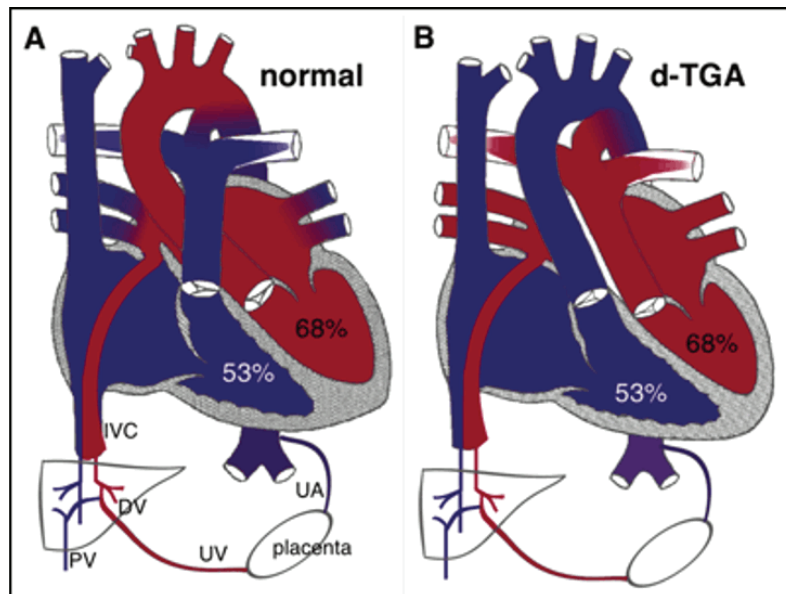 A
normal
68%
53%
IVC
DV
UA
PV
UV
placenta
B
d-TGA
68%
53%